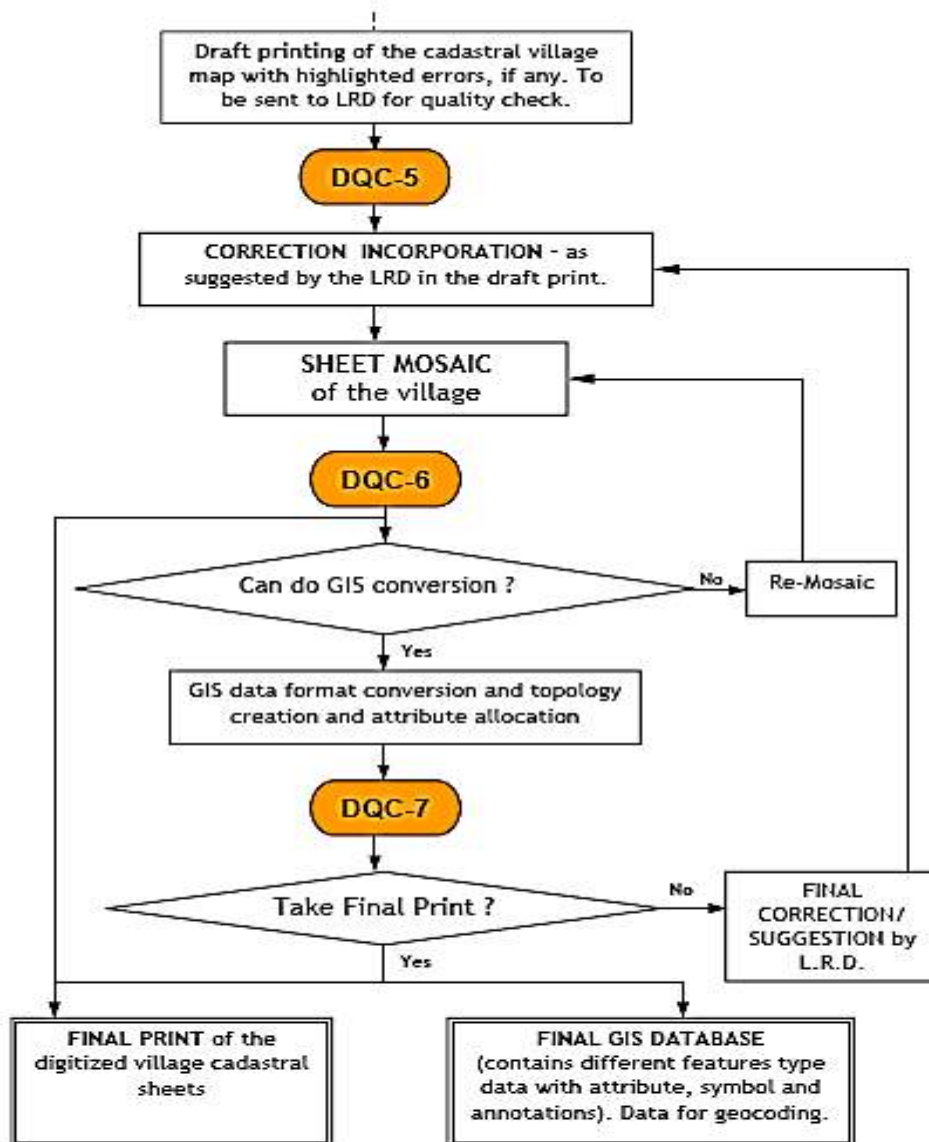 Draft printing of the cadastral village
map with highlighted errors, if any. To
be sent to LRD for quality check.
DQC-5
CORRECTION INCORPORATION - as
suggested by the LRD in the draft print.
SHEET MOSAIC
of the village
DQC-6
Can do GIS conversion ?
No
Re-Mosaic
Yes
GIS data format conversion and topology
creation and attribute allocation
DQC-7
Take Final Print ?
No
FINAL
CORRECTION/
SUGGESTION by
L.R.D.
Yes
FINAL PRINT of the
digitized village cadastral
sheets
FINAL GIS DATABASE
(contains different features type
data with attribute, symbol and
annotations). Data for geocoding.